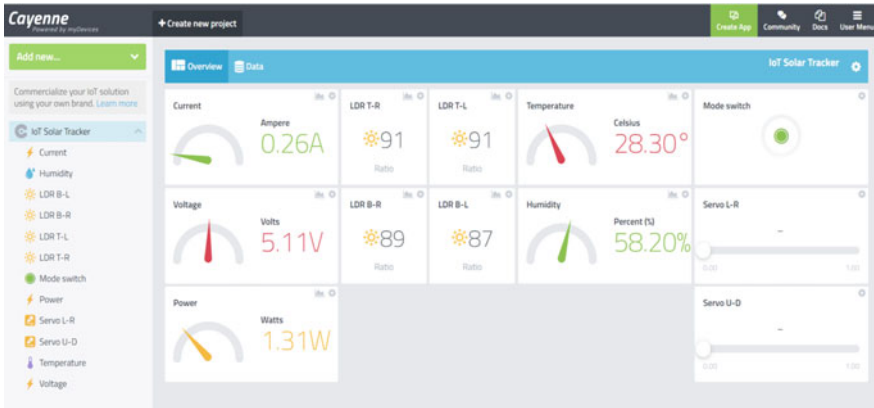 Cayenne
Powered by myDevices
+ Create new project
Create App
Community
Docs
User Menu
Add new...
Commercialize your IoT solution
using your own brand. Learn more
IoT Solar Tracker
Current
Humidity
LDR B-L
LDR B-R
LDR T-L
LDR T-R
Mode switch
Power
Servo L-R
Servo U-D
Temperature
Voltage
Overview
Data
IoT Solar Tracker
Current
Ampere
0.26A
LDR T-R
91
Ratio
LDR T-L
91
Ratio
Temperature
Celsius
28.30°
Mode switch
Voltage
Volts
5.11V
LDR B-R
89
Ratio
LDR B-L
87
Ratio
Humidity
Percent (%)
58.20%
Servo L-R
-
0.00 1.00
Power
Watts
1.31W
Servo U-D
-
0.00 1.00